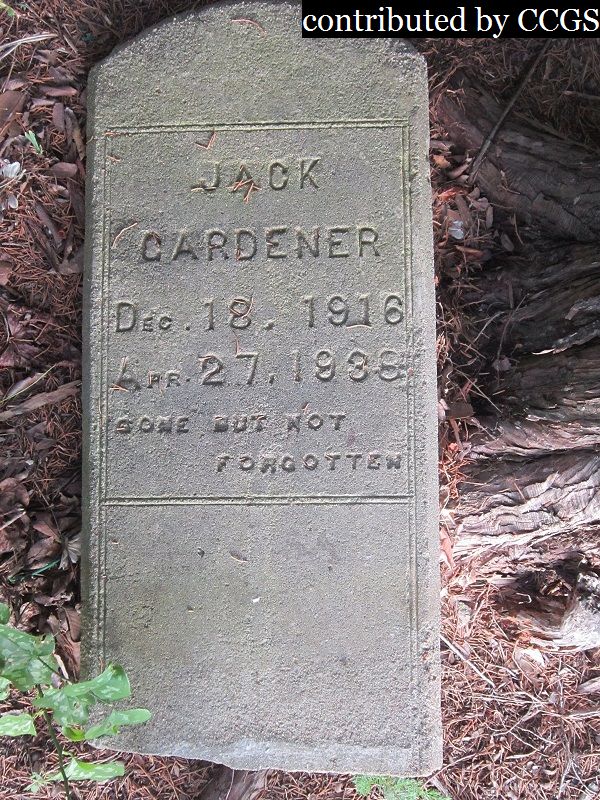 contributed by CCGS
JACK
GARDENER
DEC. 18. 1916
APR. 27, 1938
GONE BUT NOT
FORGOTTEN